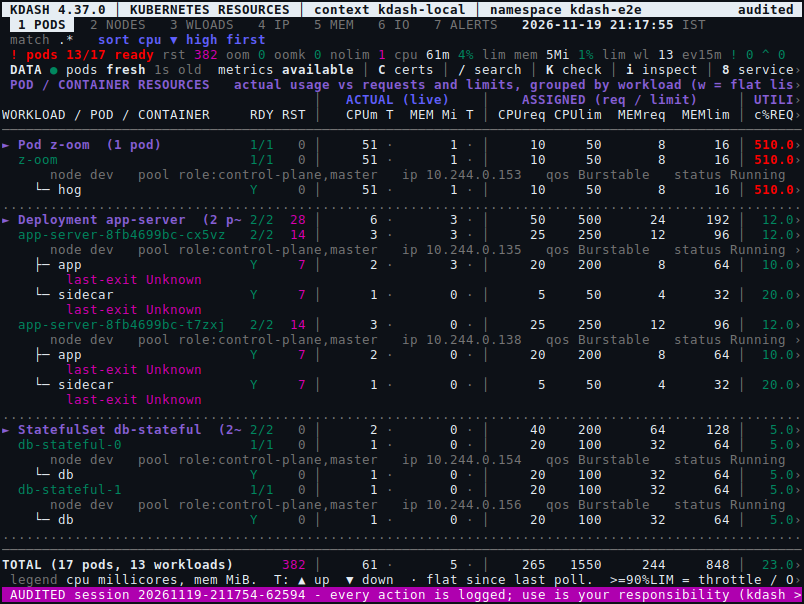 KDASH 4.37.0 │ KUBERNETES RESOURCES │ context kdash-local │ namespace kdash-e2e audited
1 PODS 2 NODES 3 WLOADS 4 IP 5 MEM 6 IO 7 ALERTS 2026-11-19 21:17:55 IST
match .* sort cpu ▼ high first
! pods 13/17 ready rst 382 oom 0 oomk 0 nolim 1 cpu 61m 4% lim mem 5Mi 1% lim wl 13 ev15m ! 0 ^ 0
DATA ● pods fresh 1s old metrics available │ C certs │ / search │ K check │ i inspect │ 8 service›
POD / CONTAINER RESOURCES actual usage vs requests and limits, grouped by workload (w = flat lis›
│ ACTUAL (live) │ ASSIGNED (req / limit) │ UTILI›
WORKLOAD / POD / CONTAINER RDY RST │ CPUm T MEM Mi T │ CPUreq CPUlim MEMreq MEMlim │ c%REQ›
► Pod z-oom (1 pod) 1/1 0 │ 51 · 1 · │ 10 50 8 16 │ 510.0›
z-oom 1/1 0 │ 51 · 1 · │ 10 50 8 16 │ 510.0›
node dev pool role:control-plane,master ip 10.244.0.153 qos Burstable status Running ›
└─ hog Y 0 │ 51 · 1 · │ 10 50 8 16 │ 510.0›
► Deployment app-server (2 p~ 2/2 28 │ 6 · 3 · │ 50 500 24 192 │ 12.0›
app-server-8fb4699bc-cx5vz 2/2 14 │ 3 · 3 · │ 25 250 12 96 │ 12.0›
node dev pool role:control-plane,master ip 10.244.0.135 qos Burstable status Running ›
├─ app Y 7 │ 2 · 3 · │ 20 200 8 64 │ 10.0›
last-exit Unknown
└─ sidecar Y 7 │ 1 · 0 · │ 5 50 4 32 │ 20.0›
last-exit Unknown
app-server-8fb4699bc-t7zxj 2/2 14 │ 3 · 0 · │ 25 250 12 96 │ 12.0›
node dev pool role:control-plane,master ip 10.244.0.138 qos Burstable status Running ›
├─ app Y 7 │ 2 · 0 · │ 20 200 8 64 │ 10.0›
last-exit Unknown
└─ sidecar Y 7 │ 1 · 0 · │ 5 50 4 32 │ 20.0›
last-exit Unknown
► StatefulSet db-stateful (2~ 2/2 0 │ 2 · 0 · │ 40 200 64 128 │ 5.0›
db-stateful-0 1/1 0 │ 1 · 0 · │ 20 100 32 64 │ 5.0›
node dev pool role:control-plane,master ip 10.244.0.154 qos Burstable status Running ›
└─ db Y 0 │ 1 · 0 · │ 20 100 32 64 │ 5.0›
db-stateful-1 1/1 0 │ 1 · 0 · │ 20 100 32 64 │ 5.0›
node dev pool role:control-plane,master ip 10.244.0.156 qos Burstable status Running ›
└─ db Y 0 │ 1 · 0 · │ 20 100 32 64 │ 5.0›
TOTAL (17 pods, 13 workloads) 382 │ 61 · 5 · │ 265 1550 244 848 │ 23.0›
legend cpu millicores, mem MiB. T: ▲ up ▼ down · flat since last poll. >=90%LIM = throttle / O›
AUDITED session 20261119-211754-62594 - every action is logged; use is your responsibility (kdash >